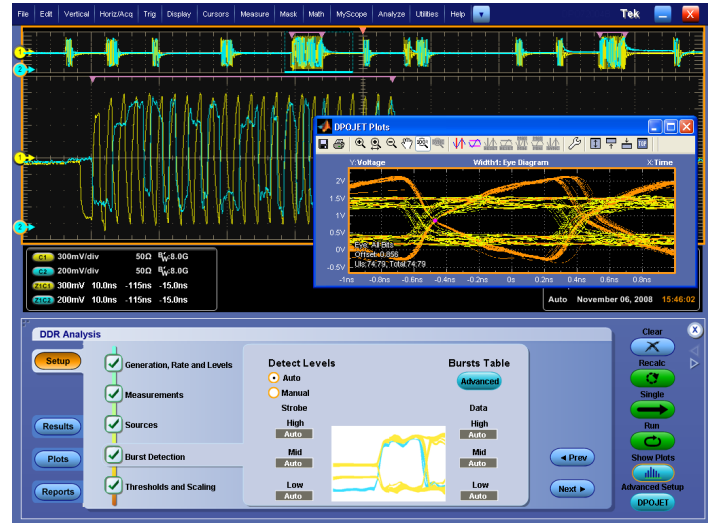 File Edit Vertical Horiz/Acq Trig Display Cursors Measure Mask Math MyScope Analyze Utilities Help Tek X
1
2
DPOJET Plots
Y:Voltage Width1: Eye Diagram X:Time
2V
1.5V
1V
0.5V
0V
-0.5V
Eye: All Bits
Offset:0.856
UIs:74:79, Total:74:79
-1ns -0.8ns -0.6ns -0.4ns -0.2ns 0s 0.2ns 0.4ns 0.6ns 0.8ns
1
2
C1 300mV/div 50Ω BW:8.0G
C2 200mV/div 50Ω BW:8.0G
Z1C1 300mV 10.0ns -115ns -15.0ns
Z1C2 200mV 10.0ns -115ns -15.0ns
Auto November 06, 2008 15:46:02
DDR Analysis
Setup
Results
Plots
Reports
Generation, Rate and Levels
Measurements
Sources
Burst Detection
Thresholds and Scaling
Detect Levels
Auto
Manual
Strobe
High
Auto
Mid
Auto
Low
Auto
Bursts Table
Advanced
Data
High
Auto
Mid
Auto
Low
Auto
Prev
Next
Clear X
Recalc
Single
Run
Show Plots
Advanced Setup
DPOJET